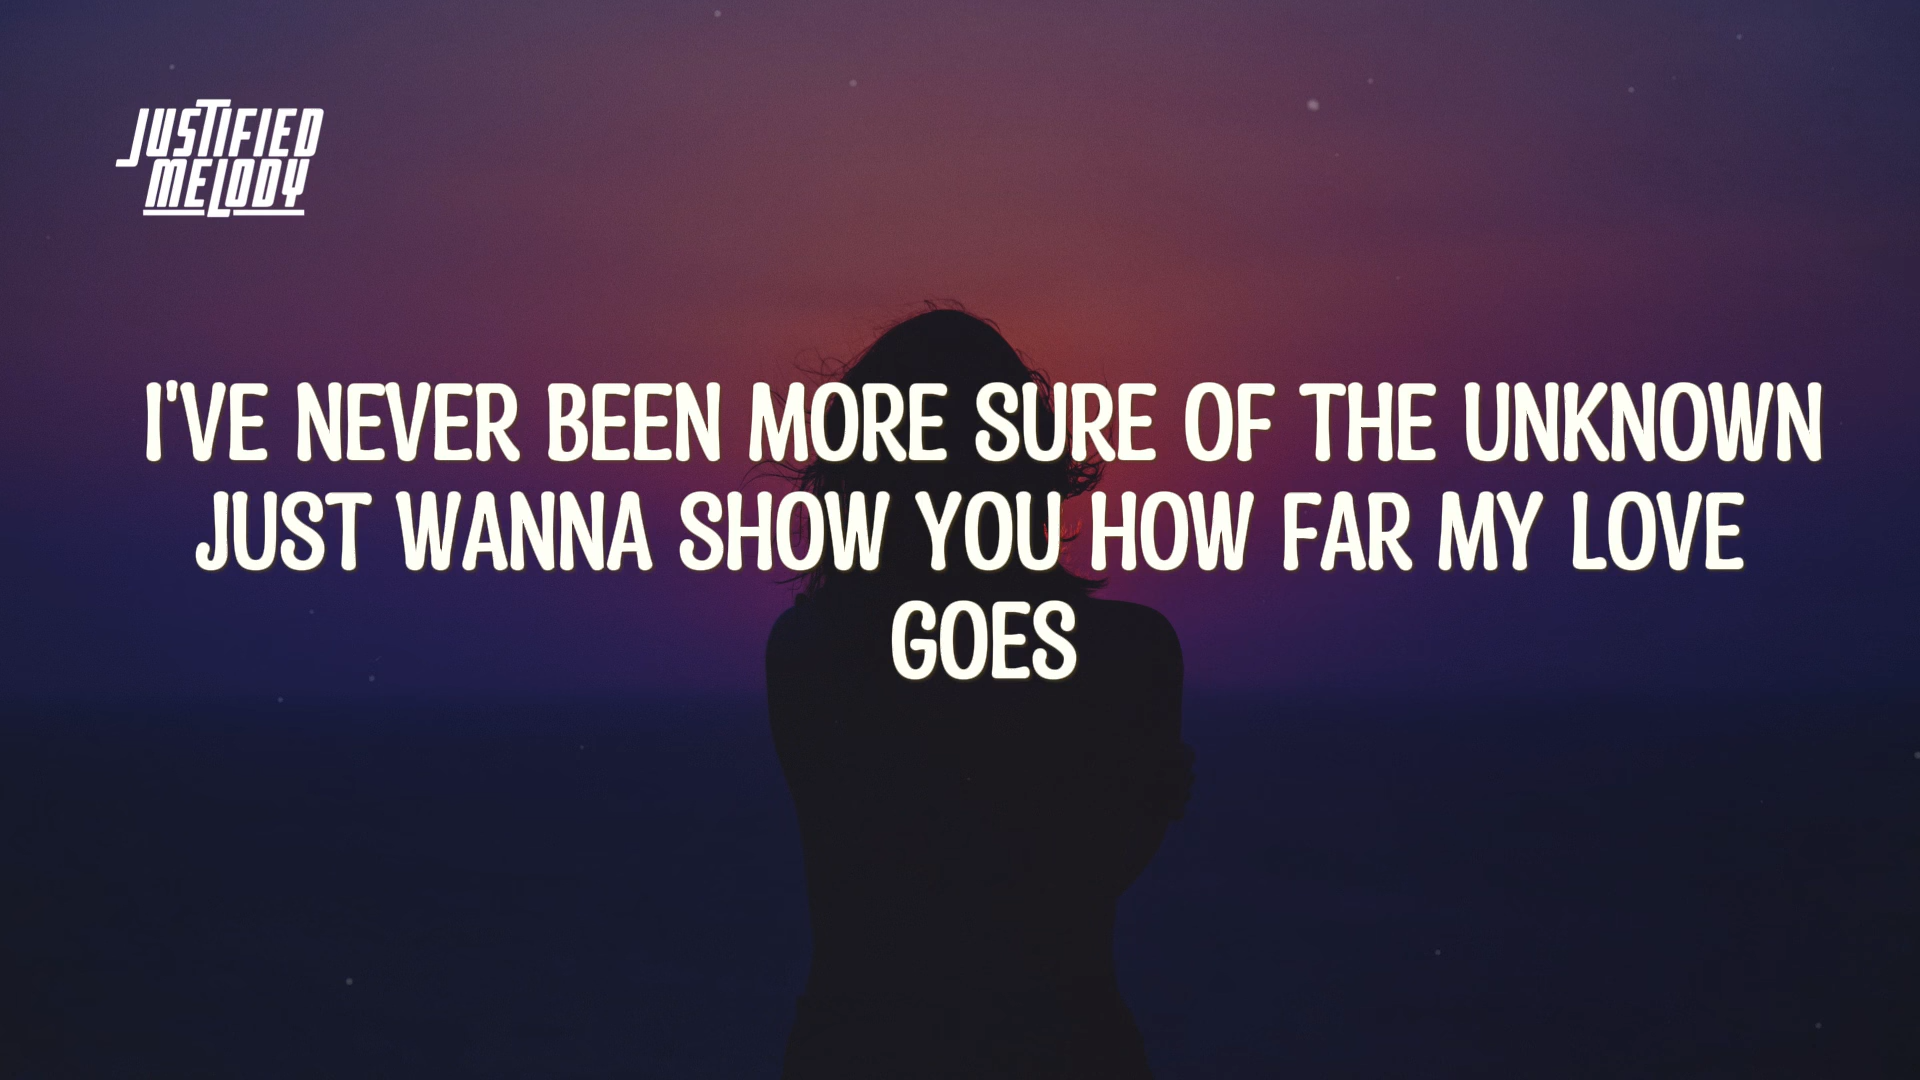 JUSTIFIED
MELODY
I'VE NEVER BEEN MORE SURE OF THE UNKNOWN
JUST WANNA SHOW YOU HOW FAR MY LOVE
GOES